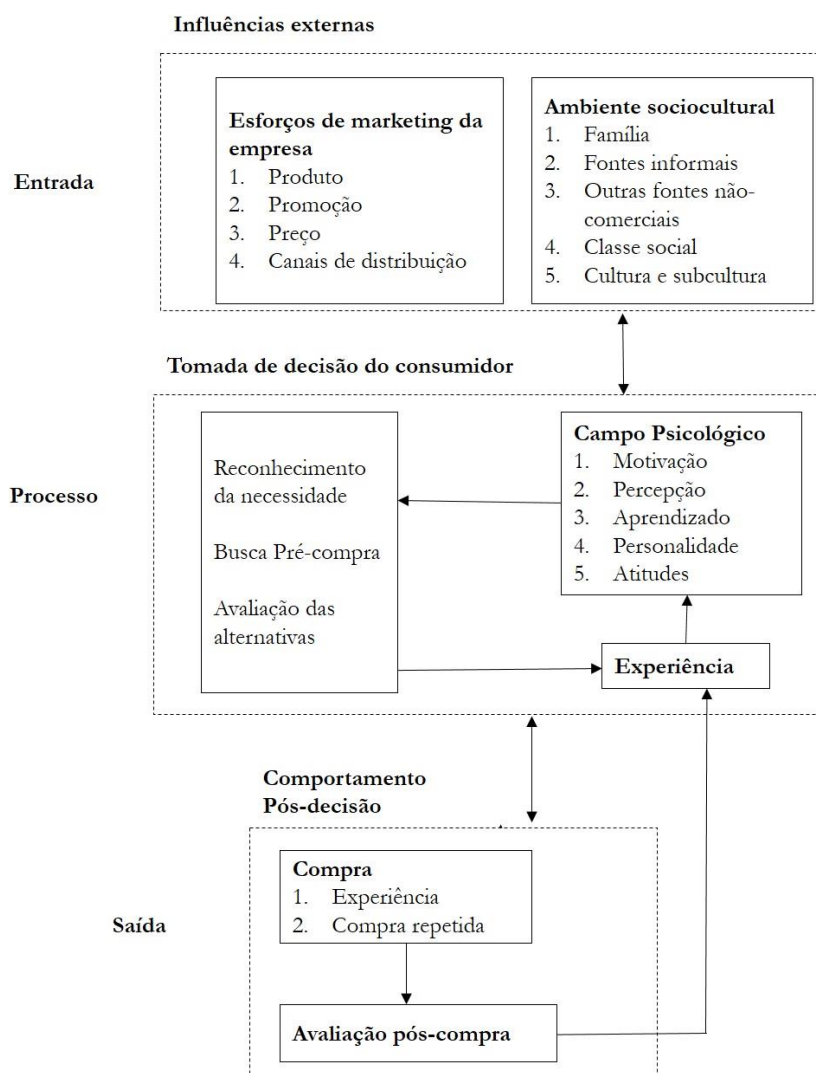 Influências externas
Esforços de marketing da
empresa
1. Produto
2. Promoção
3. Preço
4. Canais de distribuição
Ambiente sociocultural
1. Família
2. Fontes informais
3. Outras fontes não-
comerciais
4. Classe social
5. Cultura e subcultura
Entrada
Tomada de decisão do consumidor
Reconhecimento
da necessidade
Busca Pré-compra
Avaliação das
alternativas
Campo Psicológico
1. Motivação
2. Percepção
3. Aprendizado
4. Personalidade
5. Atitudes
Processo
Experiência
Comportamento
Pós-decisão
Compra
1. Experiência
2. Compra repetida
Saída
Avaliação pós-compra